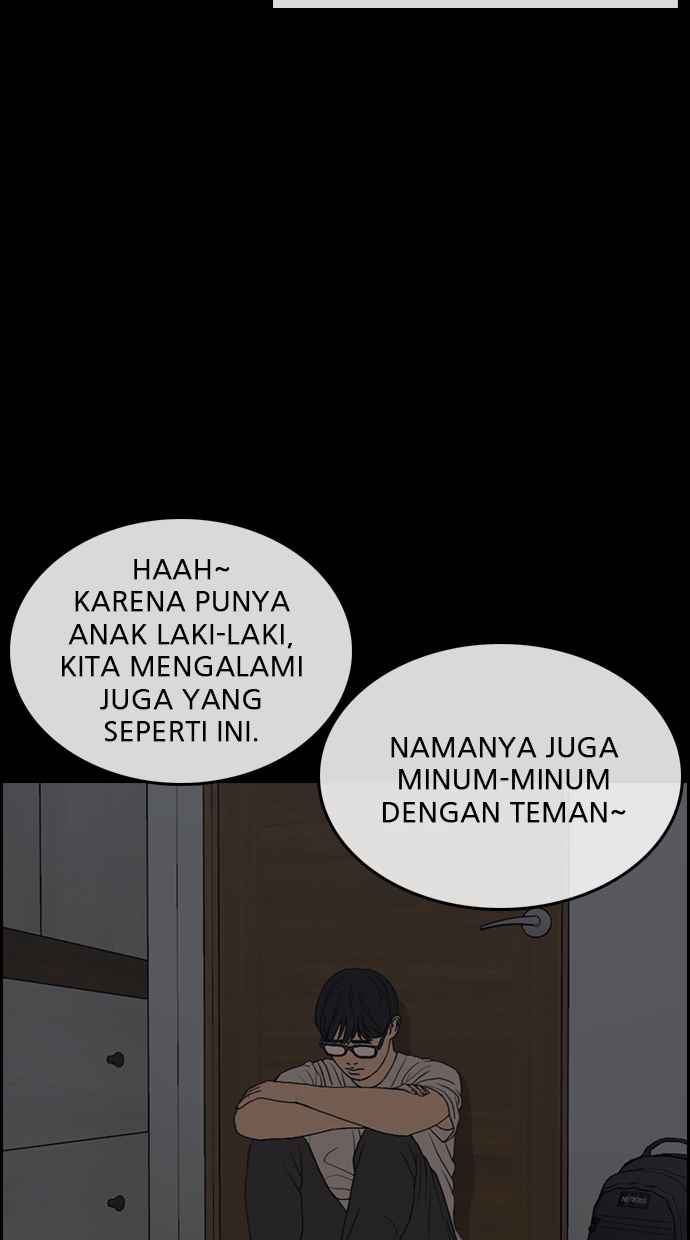 HAAH~
KARENA PUNYA
ANAK LAKI-LAKI,
KITA MENGALAMI
JUGA YANG
SEPERTI INI.
NAMANYA JUGA
MINUM-MINUM
DENGAN TEMAN~